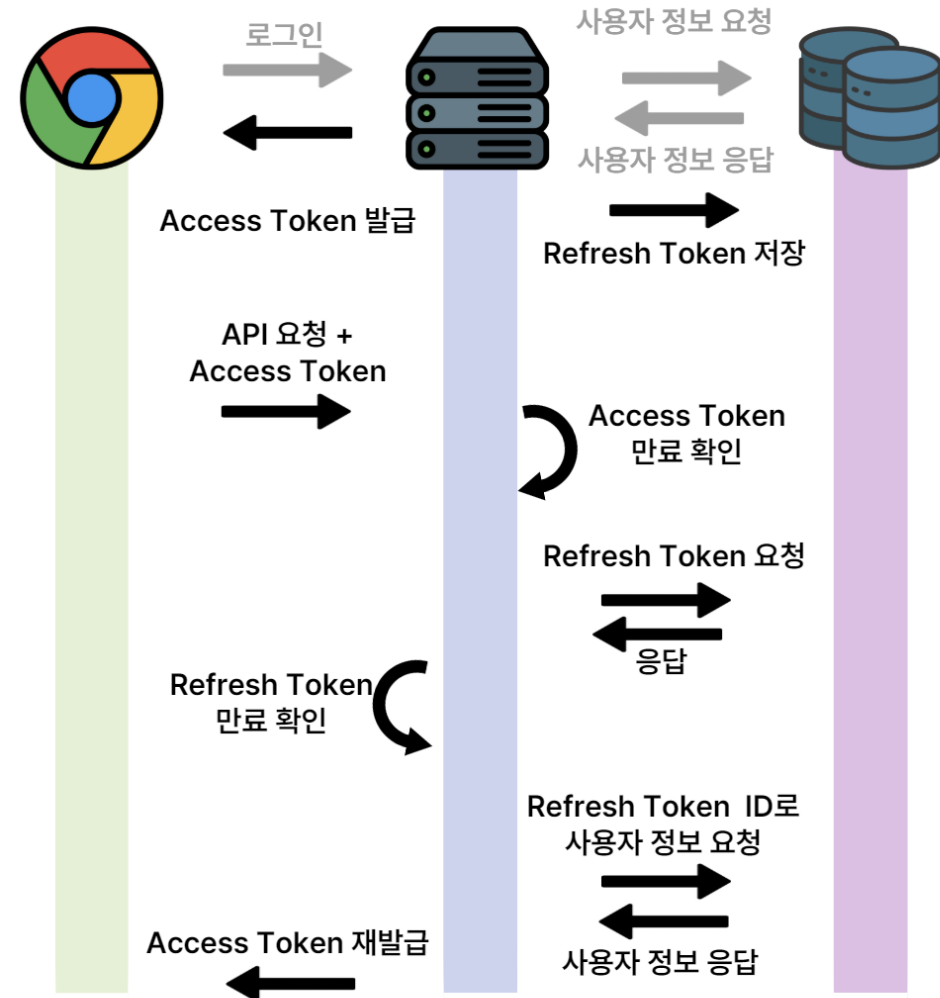 로그인
사용자 정보 요청
사용자 정보 응답
Access Token 발급
Refresh Token 저장
API 요청 +
Access Token
Access Token
만료 확인
Refresh Token 요청
응답
Refresh Token
만료 확인
Refresh Token ID로
사용자 정보 요청
Access Token 재발급
사용자 정보 응답